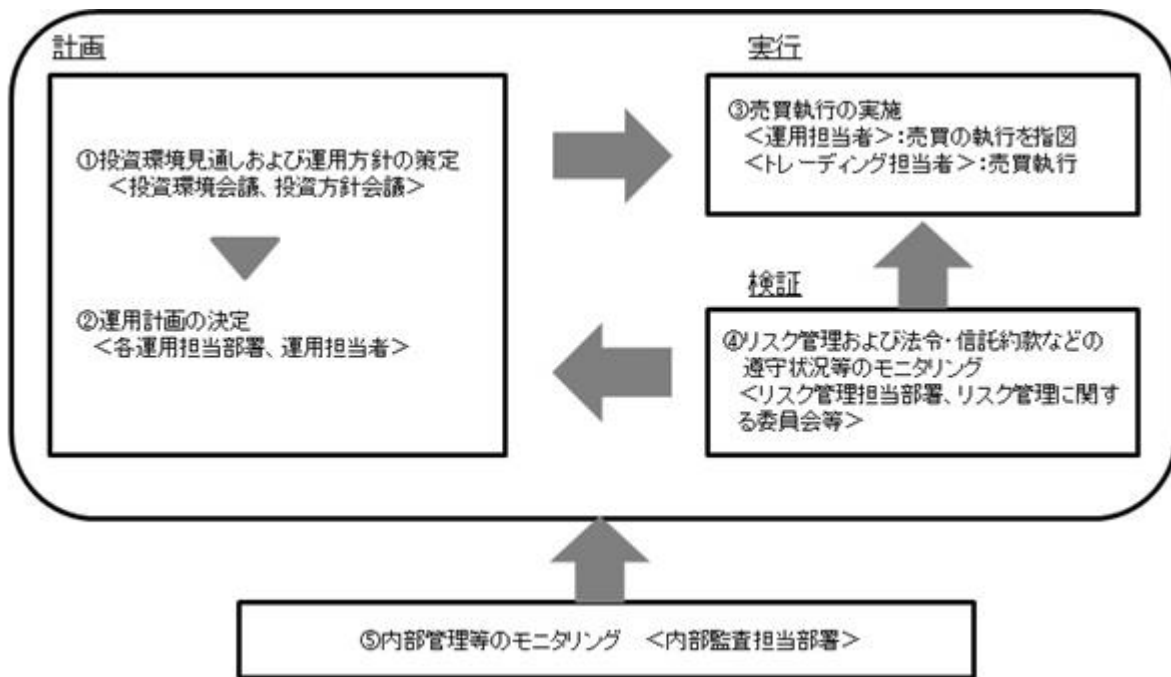 計画
①投資環境見通しおよび運用方針の策定
<投資環境会議、投資方針会議>
②運用計画の決定
<各運用担当部署、運用担当者>
実行
③売買執行の実施
<運用担当者>:売買の執行を指図
<トレーディング担当者>:売買執行
検証
④リスク管理および法令・信託約款などの
遵守状況等のモニタリング
<リスク管理担当部署、リスク管理に関す
る委員会等>
⑤内部管理等のモニタリング <内部監査担当部署>